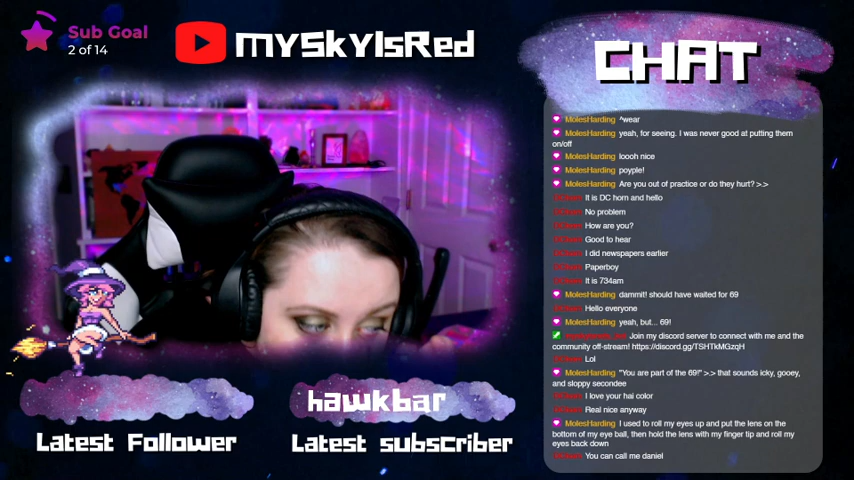 Sub Goal
2 of 14
MYSkYIsRed
CHAT
MolesHarding ^wear
MolesHarding yeah, for seeing. I was never good at putting them
on/off
MolesHarding loooh nice
MolesHarding poyple!
MolesHarding Are you out of practice or do they hurt? >.>
It is DC horn and hello
No problem
How are you?
Good to hear
I did newspapers earlier
Paperboy
It is 734am
MolesHarding dammit! should have waited for 69
Hello everyone
MolesHarding yeah, but... 69!
Join my discord server to connect with me and the
community off-stream! https://discord.gg/TSHTkMGzqH
Lol
MolesHarding "You are part of the 69!" >.> that sounds icky, gooey,
and sloppy secondee
I love your hai color
Real nice anyway
MolesHarding I used to roll my eyes up and put the lens on the
bottom of my eye ball, then hold the lens with my finger tip and roll my
eyes back down
You can call me daniel
hawkbar
Latest Follower
Latest subscriber